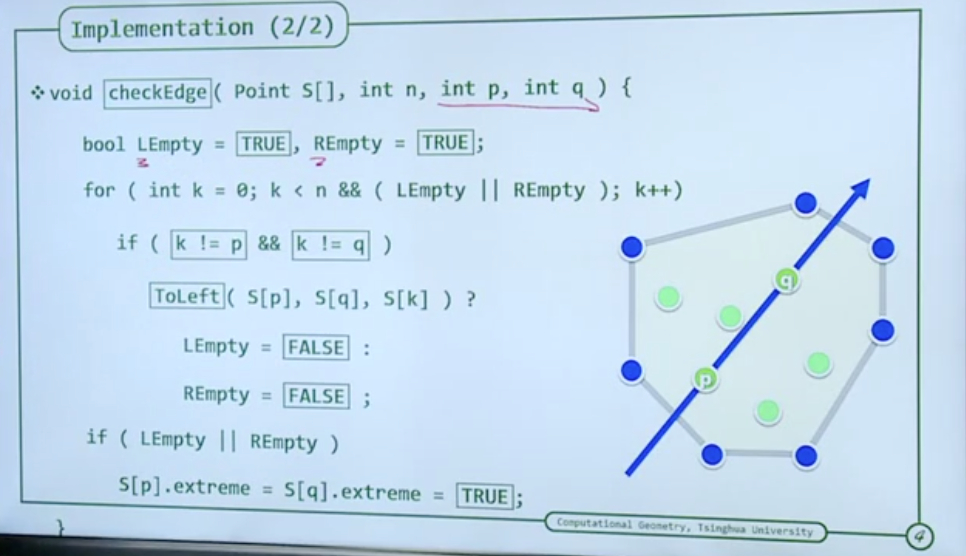 Implementation (2/2)
❖void checkEdge( Point S[], int n, int p, int q ) {
bool LEmpty = TRUE, REmpty = TRUE;
for ( int k = 0; k < n && ( LEmpty || REmpty ); k++)
if ( k != p && k != q )
ToLeft( S[p], S[q], S[k] ) ?
LEmpty = FALSE :
REmpty = FALSE ;
if ( LEmpty || REmpty )
S[p].extreme = S[q].extreme = TRUE;
}
q
p
Computational Geometry, Tsinghua University
4